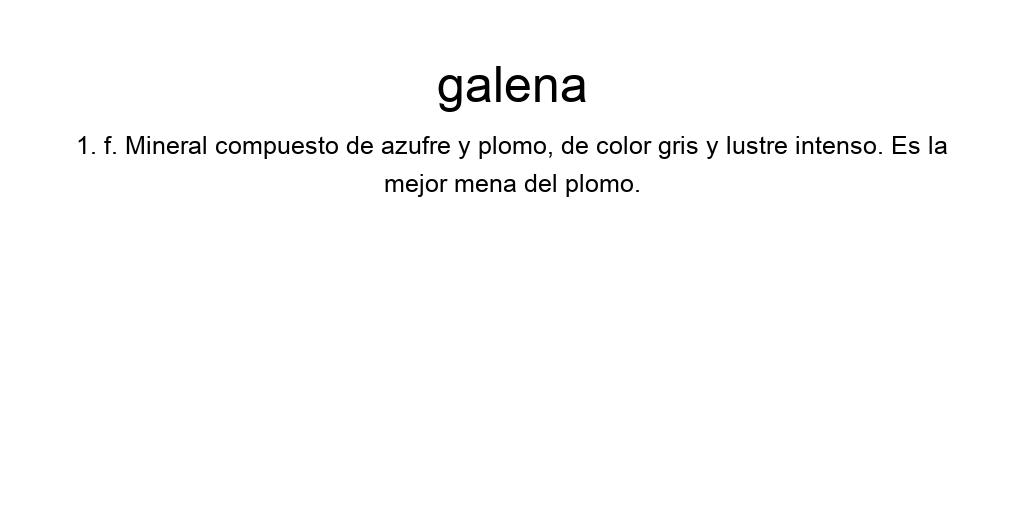 galena
1. f. Mineral compuesto de azufre y plomo, de color gris y lustre intenso. Es la
mejor mena del plomo.